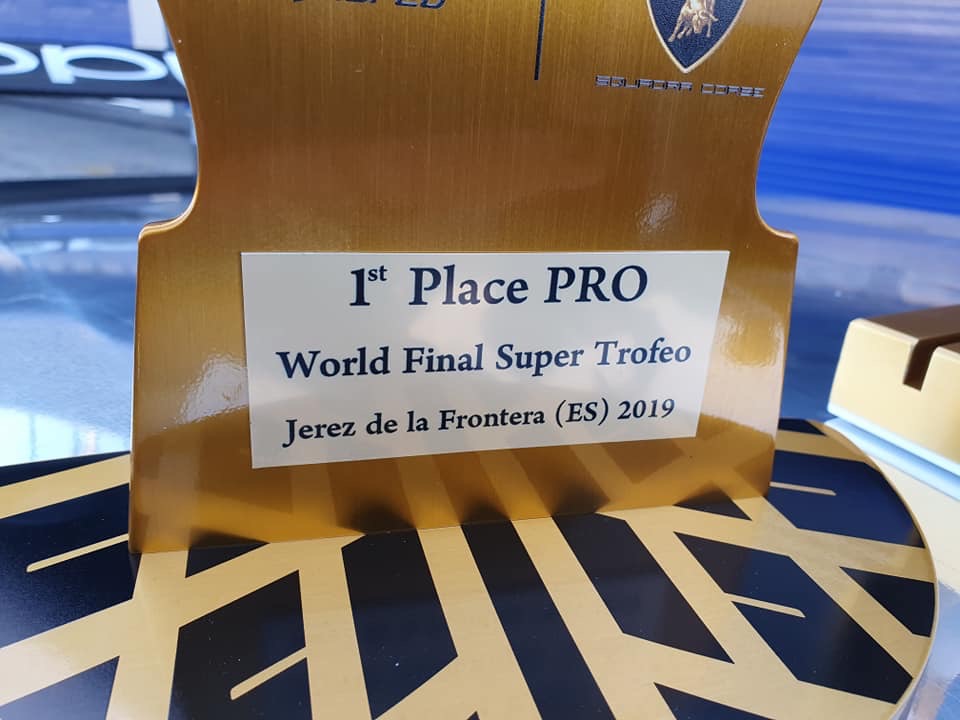 SQUADRA CORSE
1st Place PRO
World Final Super Trofeo
Jerez de la Frontera (ES) 2019